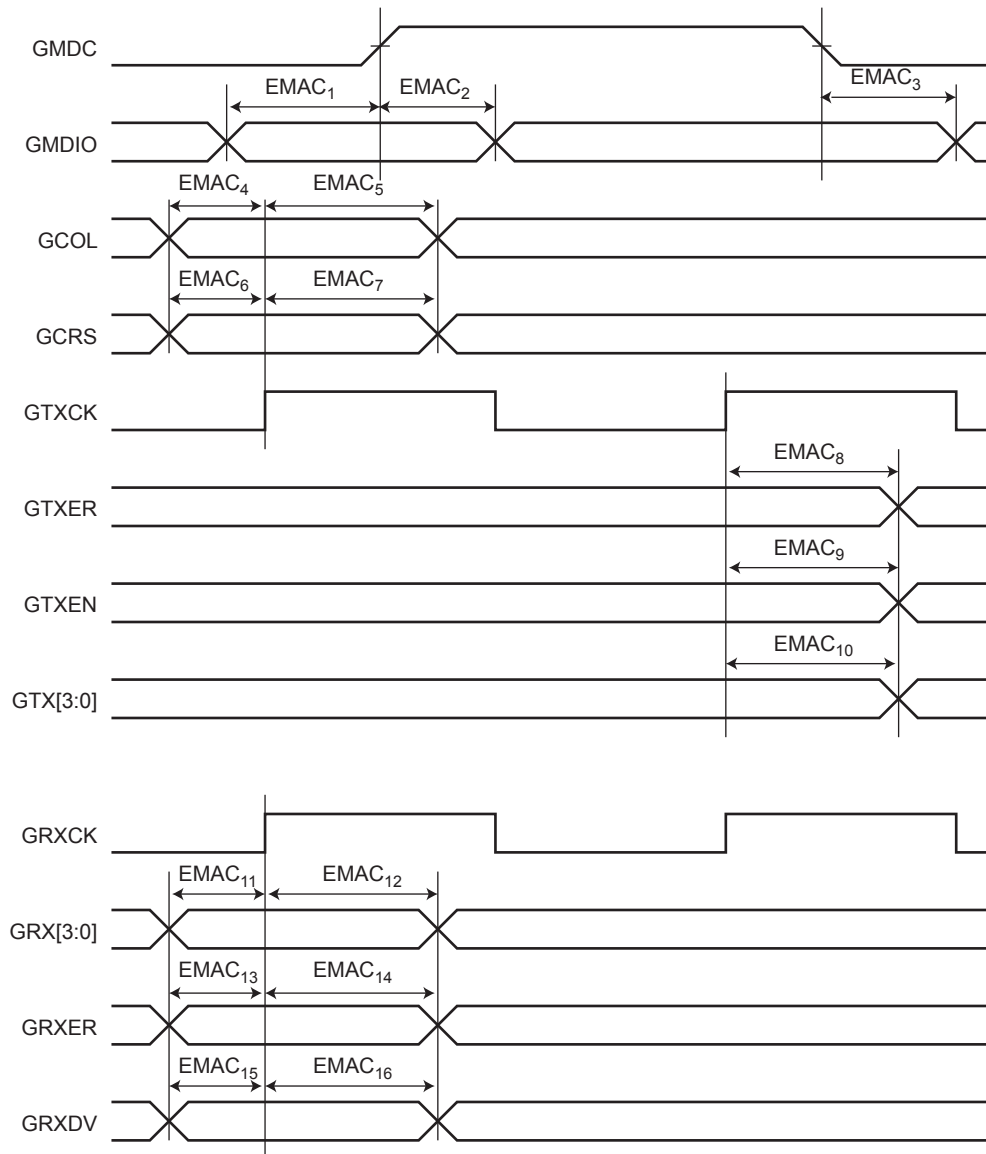 GMDC
EMAC1 EMAC2 EMAC3
GMDIO
EMAC4 EMAC5
GCOL
EMAC6 EMAC7
GCRS
GTXCK
EMAC8
GTXER
EMAC9
GTXEN
EMAC10
GTX[3:0]
GRXCK
EMAC11 EMAC12
GRX[3:0]
EMAC13 EMAC14
GRXER
EMAC15 EMAC16
GRXDV